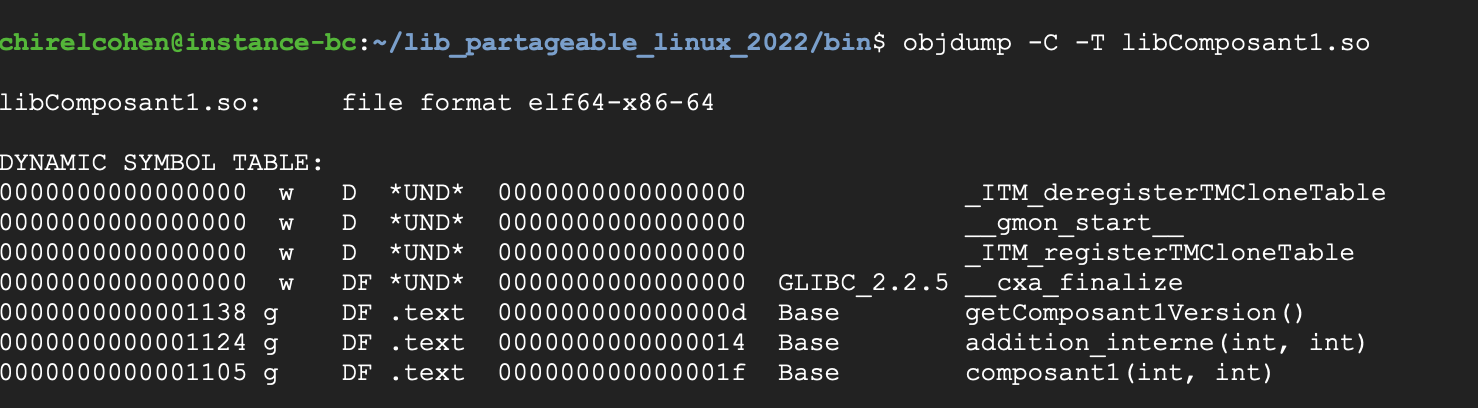 chirelcohen@instance-bc:~/lib_partageable_linux_2022/bin$ objdump -C -T libComposant1.so
libComposant1.so:     file format elf64-x86-64
DYNAMIC SYMBOL TABLE:
0000000000000000  w   D  *UND*  0000000000000000              _ITM_deregisterTMCloneTable
0000000000000000  w   D  *UND*  0000000000000000              __gmon_start__
0000000000000000  w   D  *UND*  0000000000000000              _ITM_registerTMCloneTable
0000000000000000  w   DF *UND*  0000000000000000  GLIBC_2.2.5 __cxa_finalize
0000000000001138 g    DF .text  000000000000000d  Base        getComposant1Version()
0000000000001124 g    DF .text  0000000000000014  Base        addition_interne(int, int)
0000000000001105 g    DF .text  000000000000001f  Base        composant1(int, int)